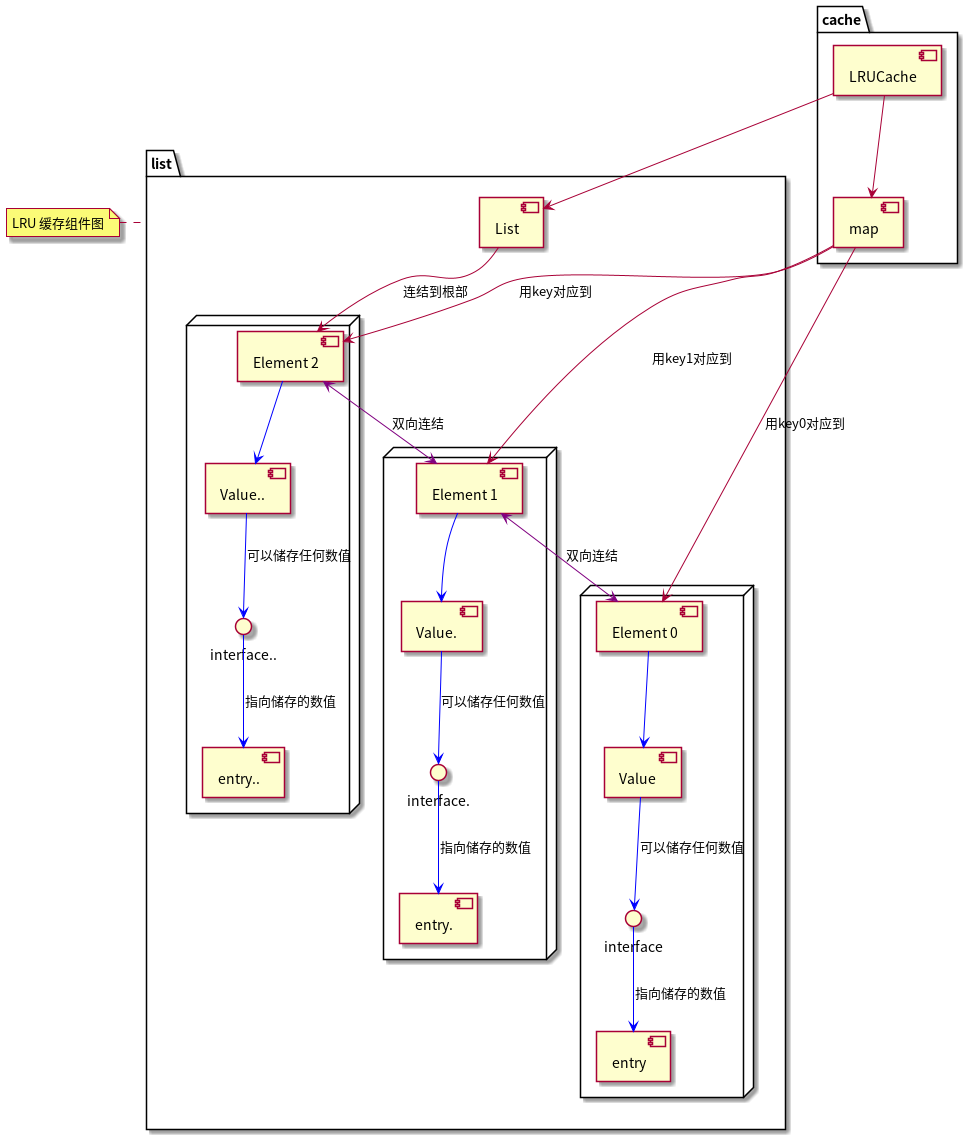 cache
LRUCache
list
LRU 缓存组件图
List
map
连结到根部
用key对应到
Element 2
用key1对应到
双向连结
用key0对应到
Value..
Element 1
可以储存任何数值
双向连结
interface..
Value.
Element 0
指向储存的数值
可以储存任何数值
entry..
interface.
Value
指向储存的数值
可以储存任何数值
entry.
interface
指向储存的数值
entry